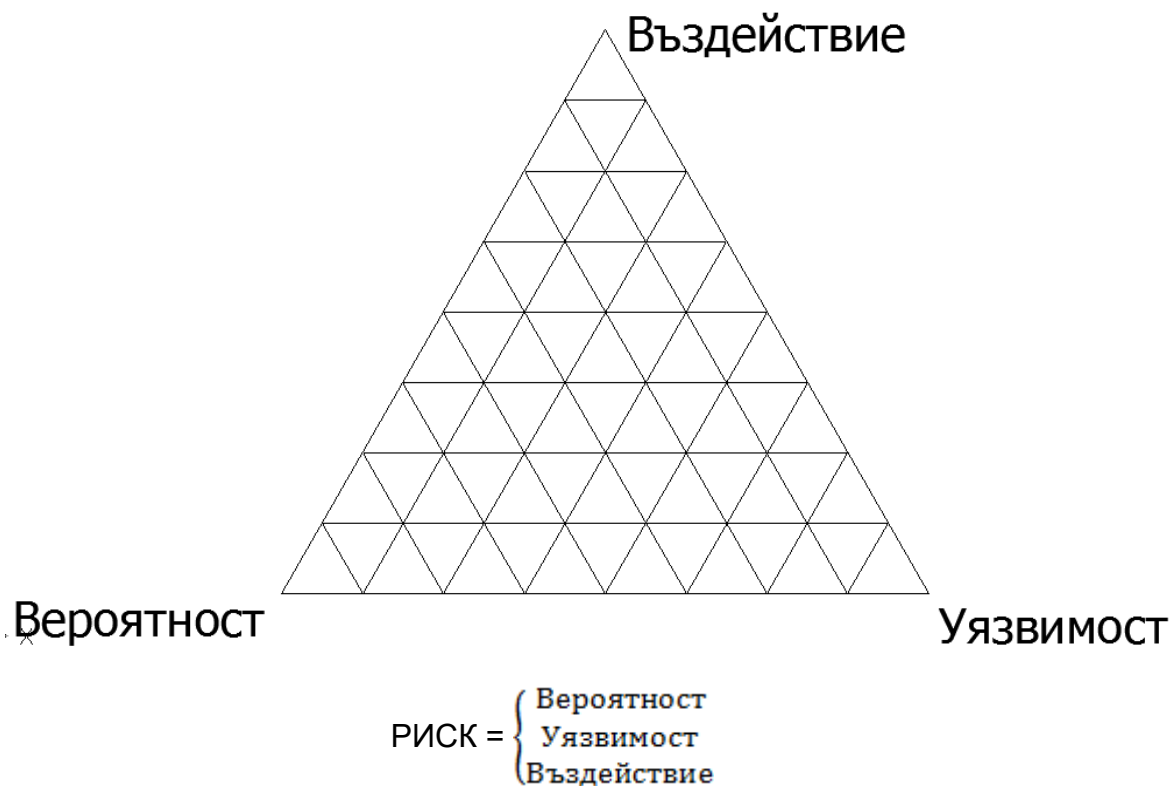 Въздействие
Вероятност
Уязвимост
РИСК = { Вероятност
Уязвимост
Въздействие